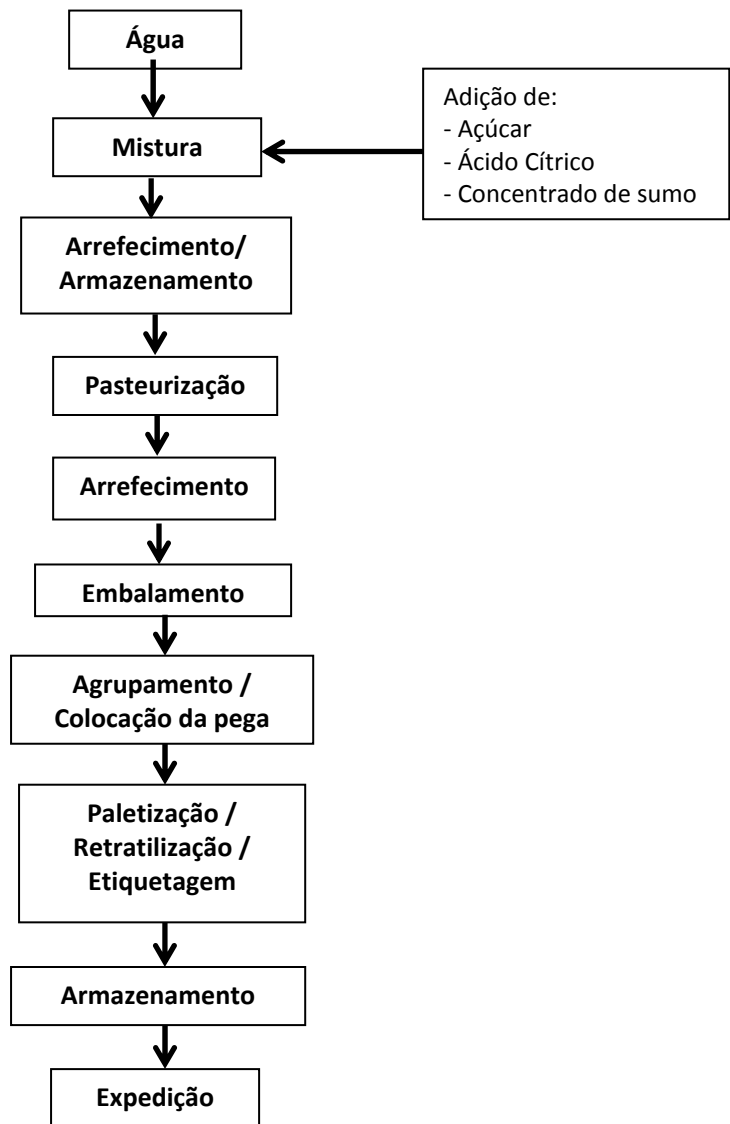 Água
Adição de:
- Açúcar
- Ácido Cítrico
- Concentrado de sumo
Mistura
Arrefecimento/
Armazenamento
Pasteurização
Arrefecimento
Embalamento
Agrupamento /
Colocação da pega
Paletização /
Retratilização /
Etiquetagem
Armazenamento
Expedição